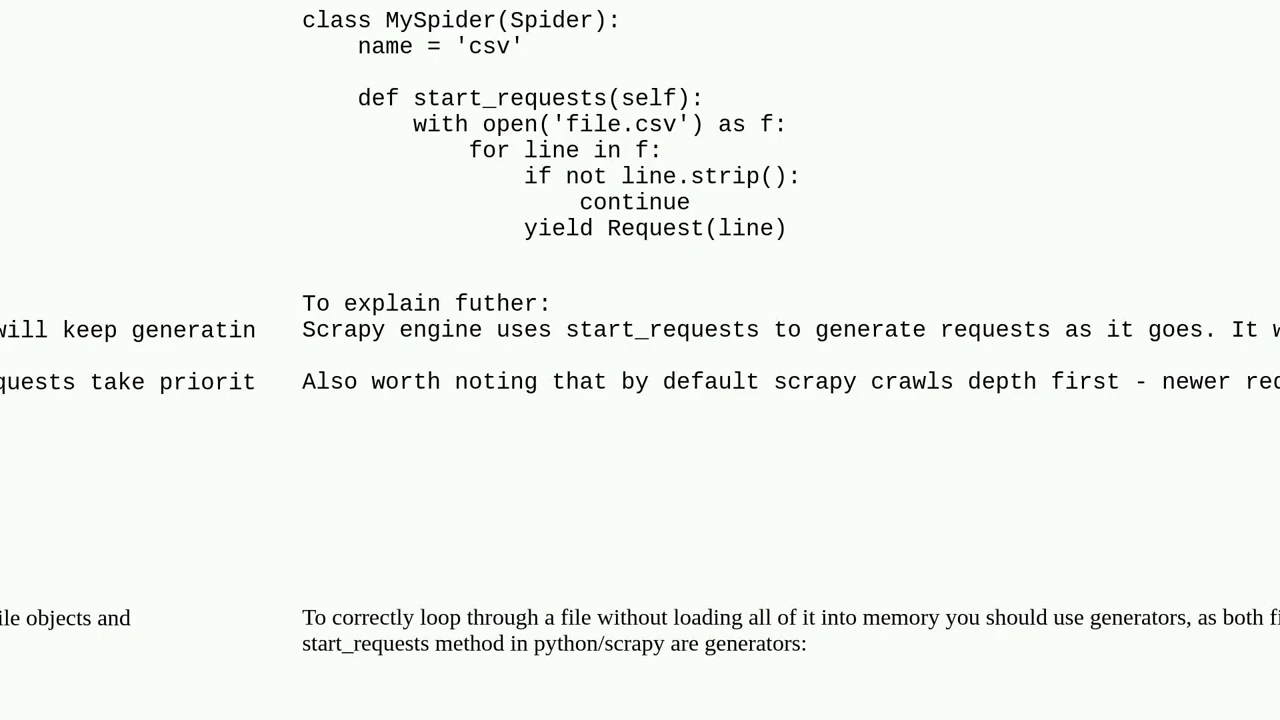 class MySpider(Spider):
    name = 'csv'
    def start_requests(self):
        with open('file.csv') as f:
            for line in f:
                if not line.strip():
                    continue
                yield Request(line)
To explain futher:
will keep generatin
Scrapy engine uses start_requests to generate requests as it goes. It
quests take priorit
Also worth noting that by default scrapy crawls depth first - newer
ile objects and
To correctly loop through a file without loading all of it into memory you should use generators, as both
start_requests method in python/scrapy are generators: